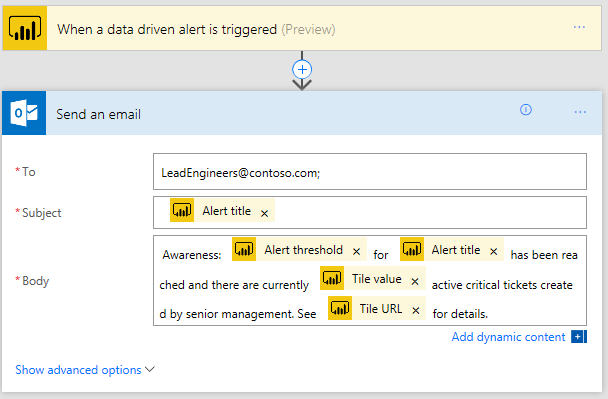 When a data driven alert is triggered (Preview)
Send an email
* To
LeadEngineers@contoso.com;
* Subject
Alert title ×
* Body
Awareness: Alert threshold × for Alert title × has been rea
ched and there are currently Tile value × active critical tickets create
d by senior management. See Tile URL × for details.
Add dynamic content
Show advanced options